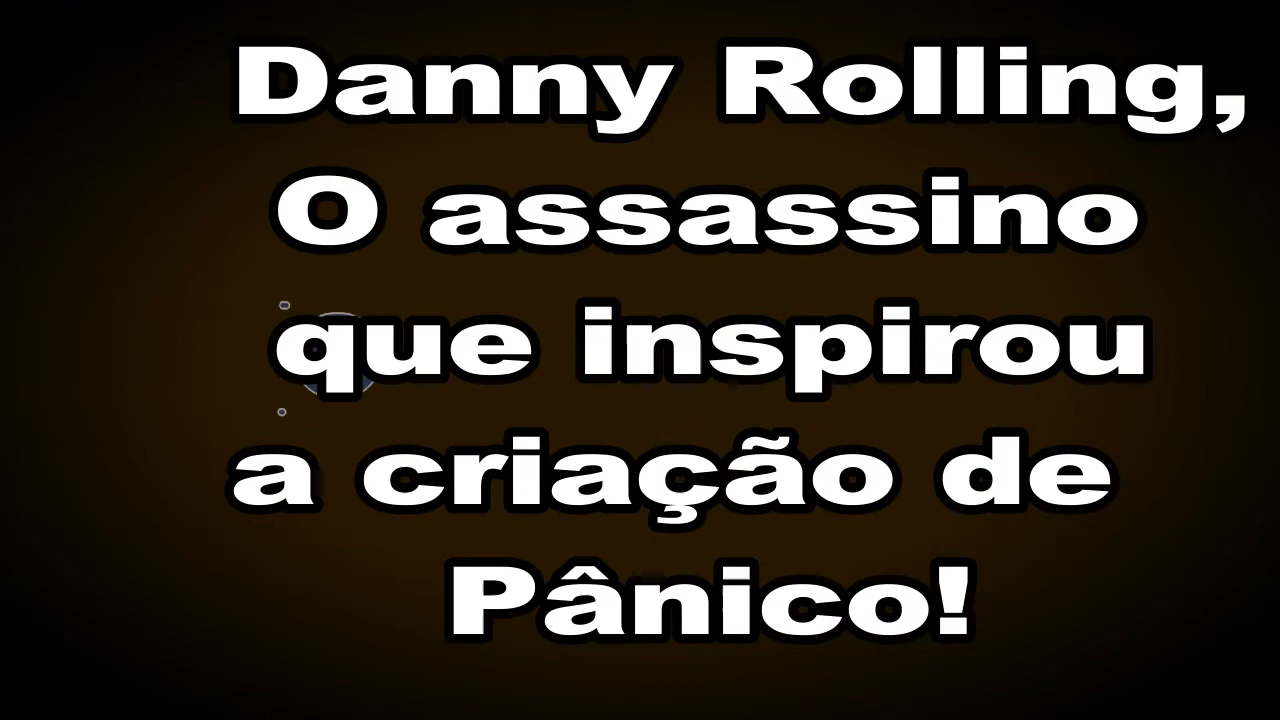 Danny Rolling,
O assassino
que inspirou
a criação de
Pânico!